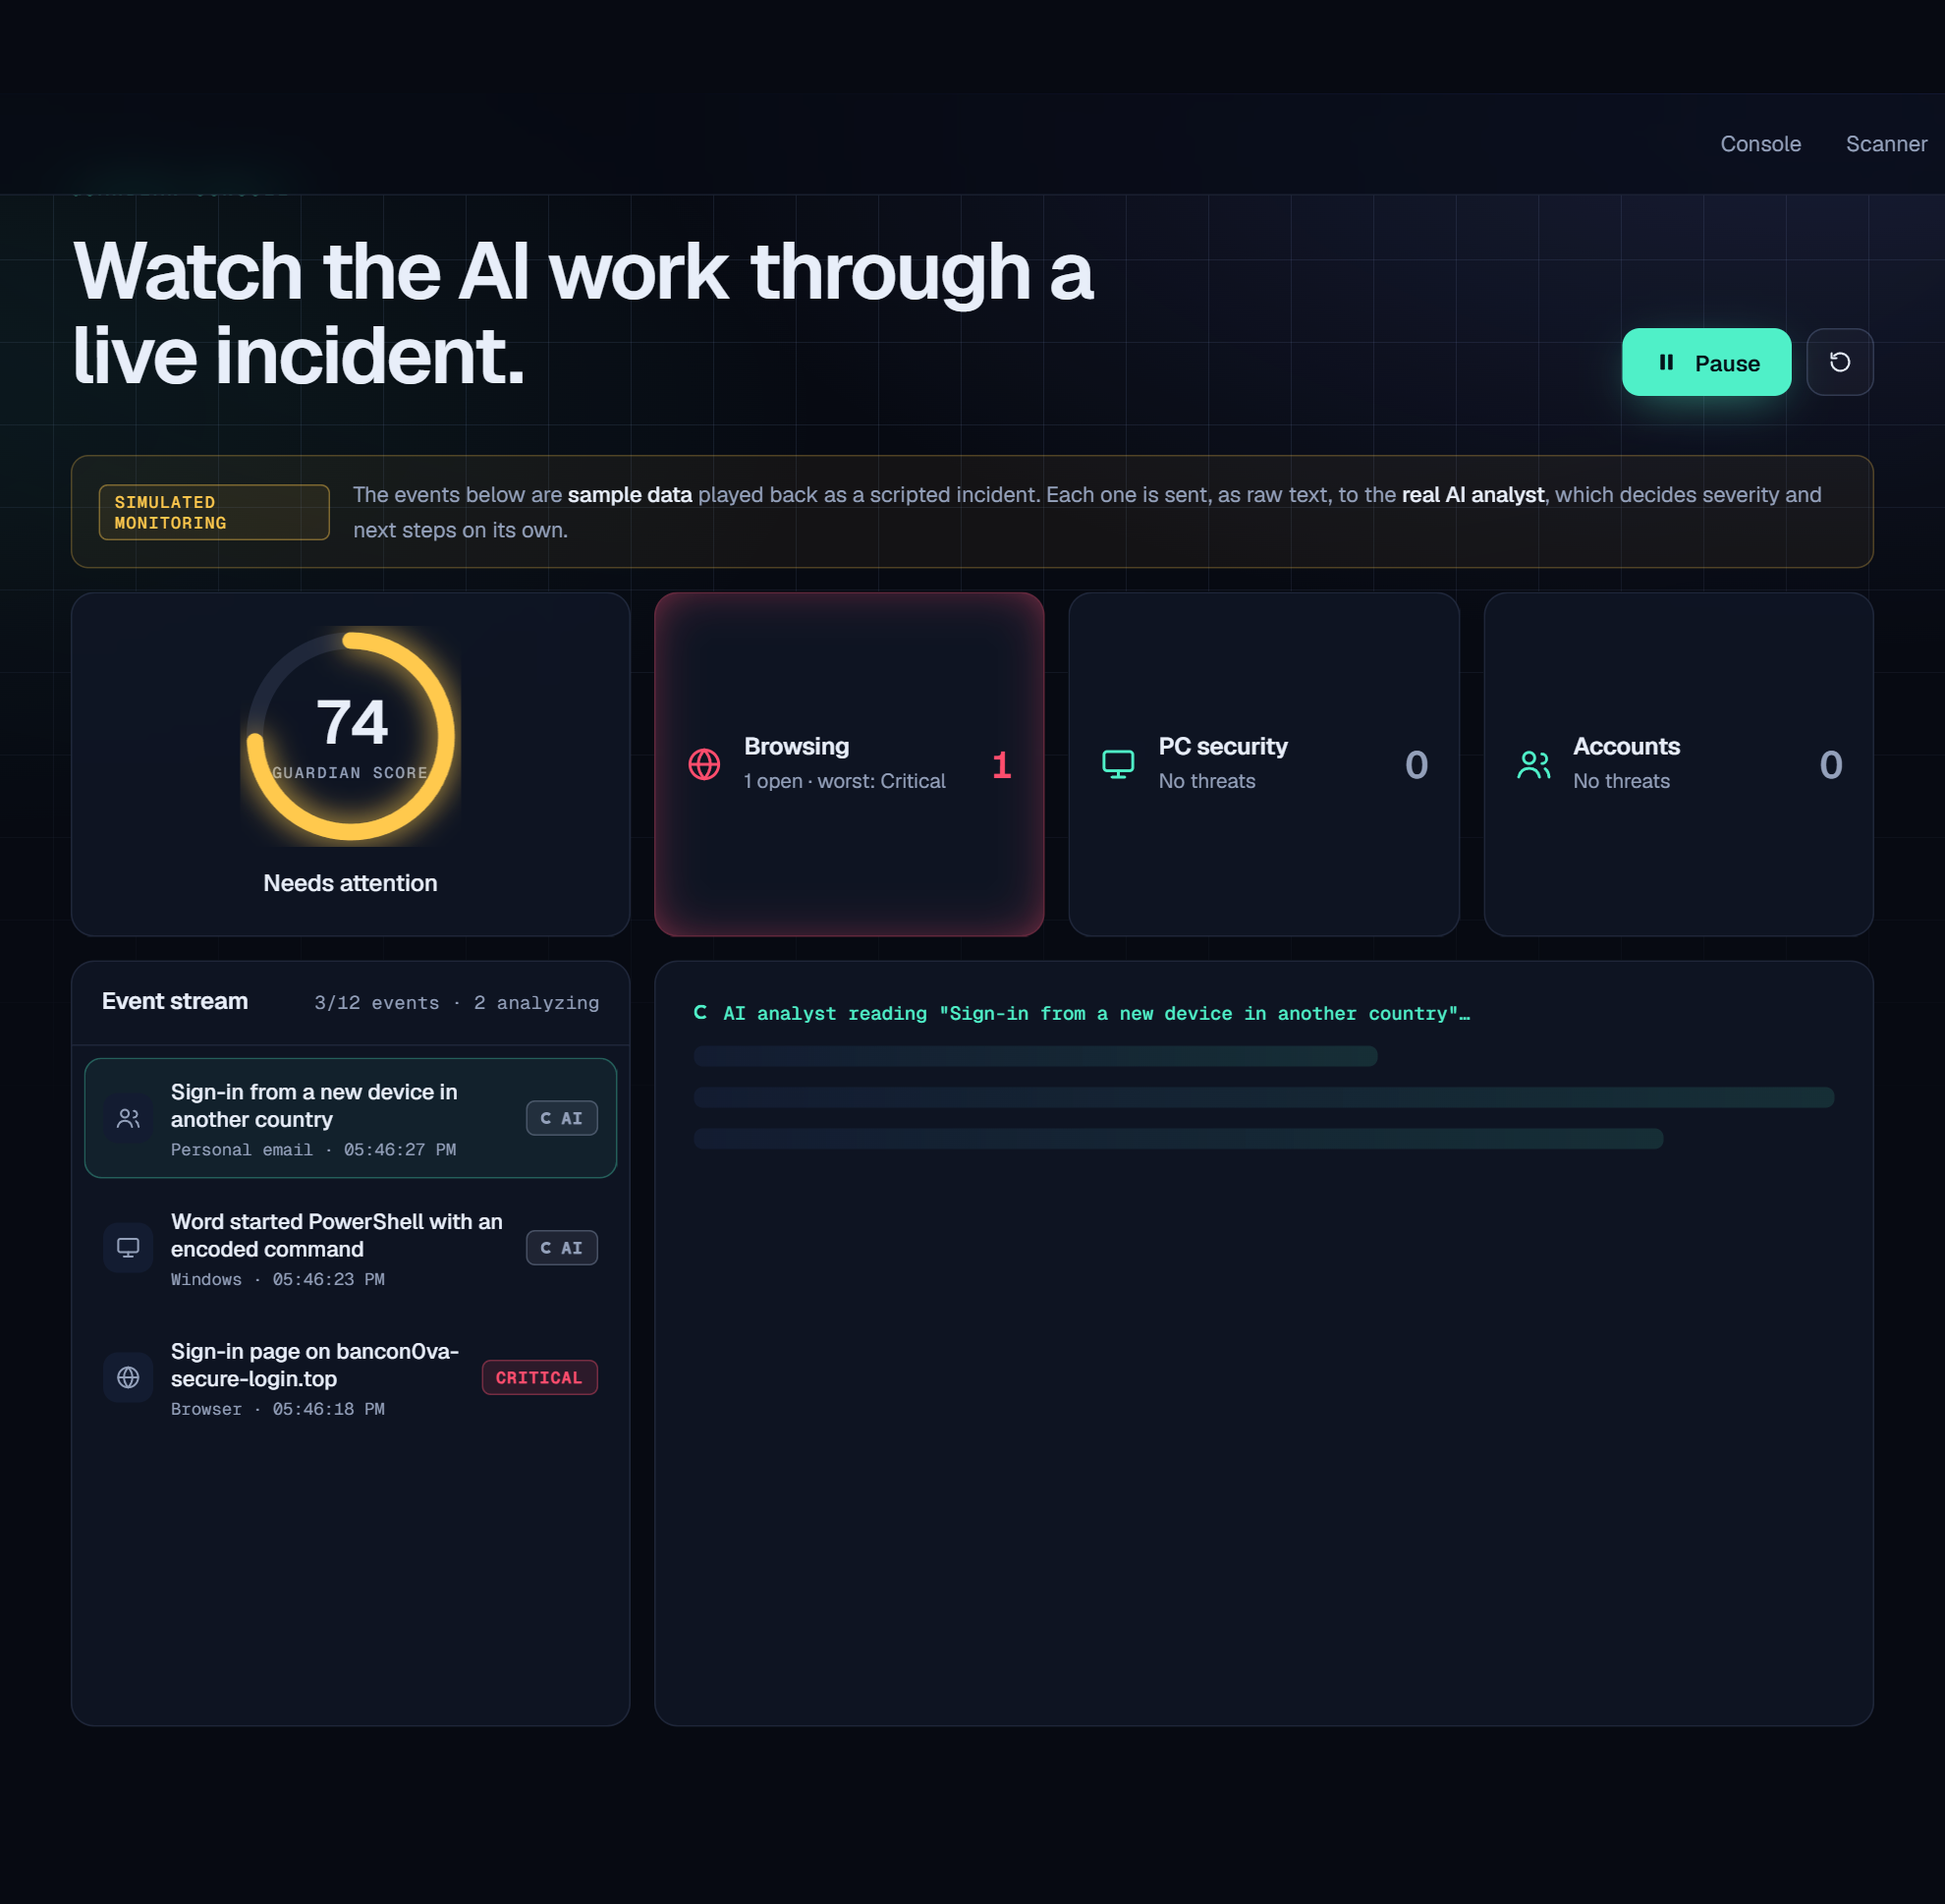 Console
Scanner
Watch the AI work through a
live incident.
Pause
SIMULATED
MONITORING
The events below are sample data played back as a scripted incident. Each one is sent, as raw text, to the real AI analyst, which decides severity and
next steps on its own.
74
GUARDIAN SCORE
Needs attention
Browsing
1 open · worst: Critical
1
PC security
No threats
0
Accounts
No threats
0
Event stream
3/12 events · 2 analyzing
Sign-in from a new device in
another country
Personal email · 05:46:27 PM
AI
Word started PowerShell with an
encoded command
Windows · 05:46:23 PM
AI
Sign-in page on bancon0va-
secure-login.top
Browser · 05:46:18 PM
CRITICAL
AI analyst reading "Sign-in from a new device in another country"…